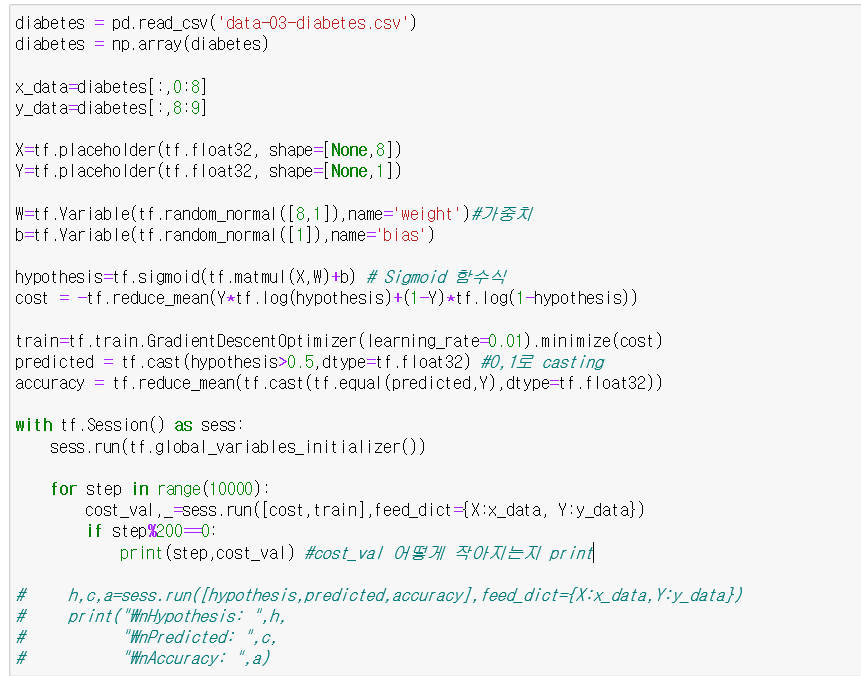 diabetes = pd.read_csv('data-03-diabetes.csv')
diabetes = np.array(diabetes)
x_data=diabetes[:,0:8]
y_data=diabetes[:,8:9]
X=tf.placeholder(tf.float32, shape=[None,8])
Y=tf.placeholder(tf.float32, shape=[None,1])
W=tf.Variable(tf.random_normal([8,1]),name='weight')#가중치
b=tf.Variable(tf.random_normal([1]),name='bias')
hypothesis=tf.sigmoid(tf.matmul(X,W)+b) # Sigmoid 함수식
cost = -tf.reduce_mean(Y*tf.log(hypothesis)+(1-Y)*tf.log(1-hypothesis))
train=tf.train.GradientDescentOptimizer(learning_rate=0.01).minimize(cost)
predicted = tf.cast(hypothesis>0.5,dtype=tf.float32) #0,1로 casting
accuracy = tf.reduce_mean(tf.cast(tf.equal(predicted,Y),dtype=tf.float32))
with tf.Session() as sess:
    sess.run(tf.global_variables_initializer())
    for step in range(10000):
        cost_val,_=sess.run([cost,train],feed_dict={X:x_data, Y:y_data})
        if step%200==0:
            print(step,cost_val) #cost_val 어떻게 작아지는지 print
#     h,c,a=sess.run([hypothesis,predicted,accuracy],feed_dict={X:x_data,Y:y_data})
#     print("₩nHypothesis: ",h,
#           "₩nPredicted: ",c,
#           "₩nAccuracy: ",a)